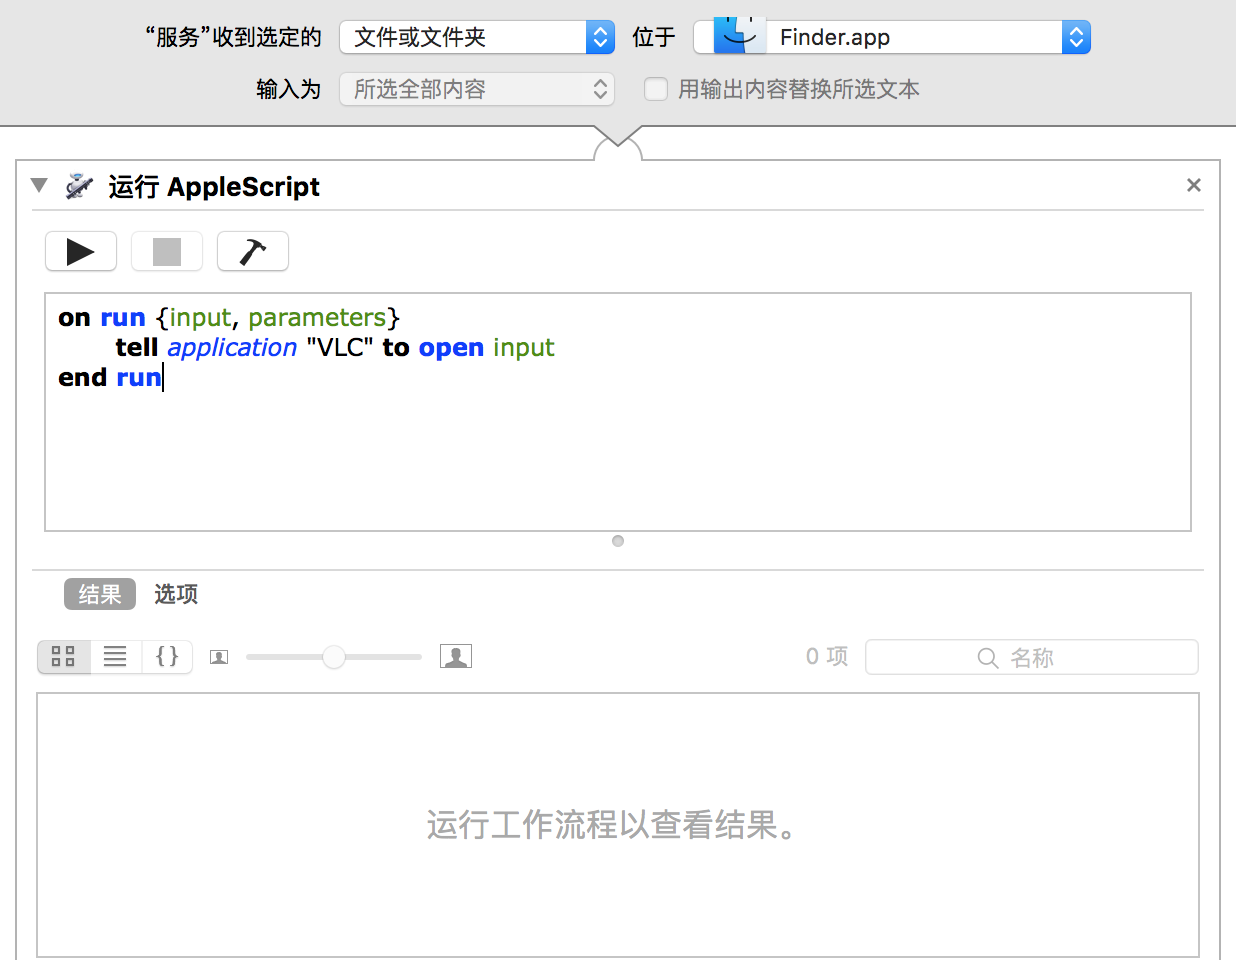 “服务”收到选定的 文件或文件夹 位于 Finder.app
输入为 所选全部内容 用输出内容替换所选文本
运行 AppleScript
on run {input, parameters}
tell application "VLC" to open input
end run
结果 选项
{ } 0 项 名称
运行工作流程以查看结果。